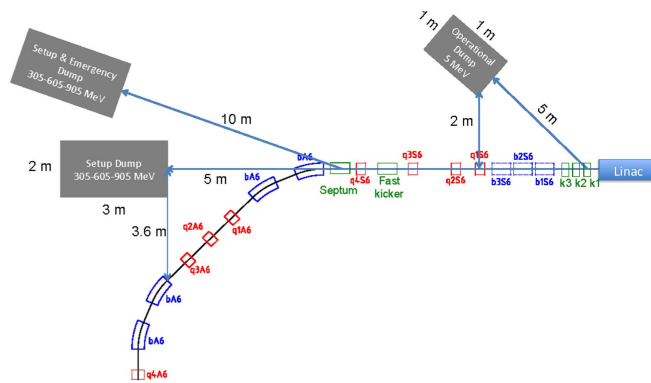 Setup & Emergency
Dump
305-605-905 MeV
1 m
1 m
Operational
Dump
5 MeV
10 m
5 m
2 m
2 m
Setup Dump
305-605-905 MeV
5 m
3 m
3.6 m
bA6
Septum
q4S6
Fast
kicker
q3S6
q2S6
q1S6
b3S6
b2S6
b1S6
k3
k2
k1
Linac
bA6
q1A6
q2A6
q3A6
bA6
bA6
q4A6